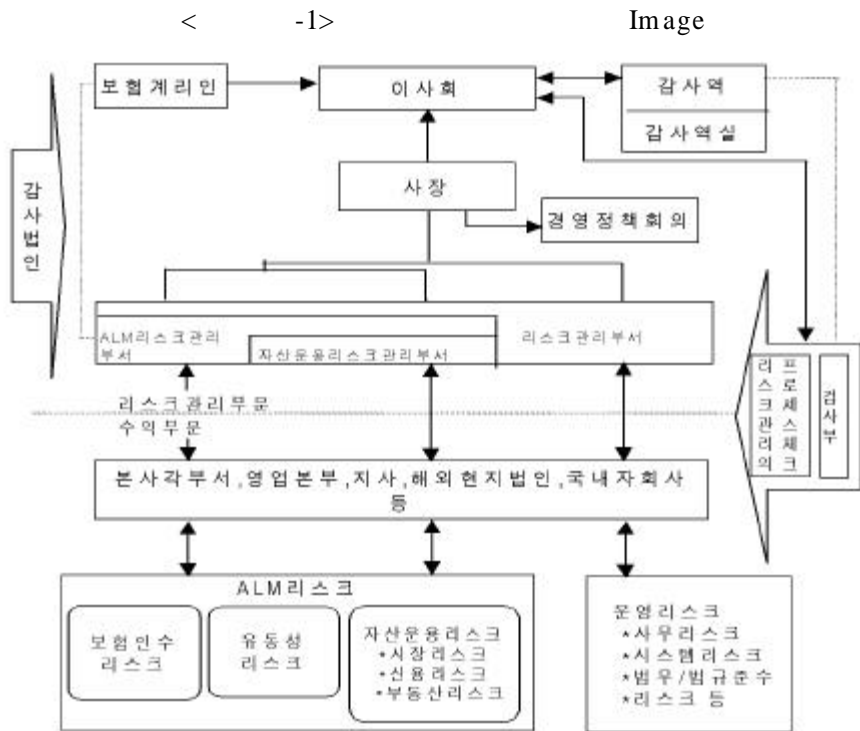 < -1> Image
보험계리인
이사회
감사역
감사역실
감사법인
사장
경영정책회의
ALM리스크관리
부서
자산운용리스크관리부서
리스크관리부서
리스크관리의
프로세스체크
검사부
리스크관리부문
수익부문
본사각부서,영업본부,지사,해외현지법인,국내자회사
등
ALM리스크
보험인수
리스크
유동성
리스크
자산운용리스크
*시장리스크
*신용리스크
*부동산리스크
운영리스크
*사무리스크
*시스템리스크
*법무/법규준수
*리스크 등